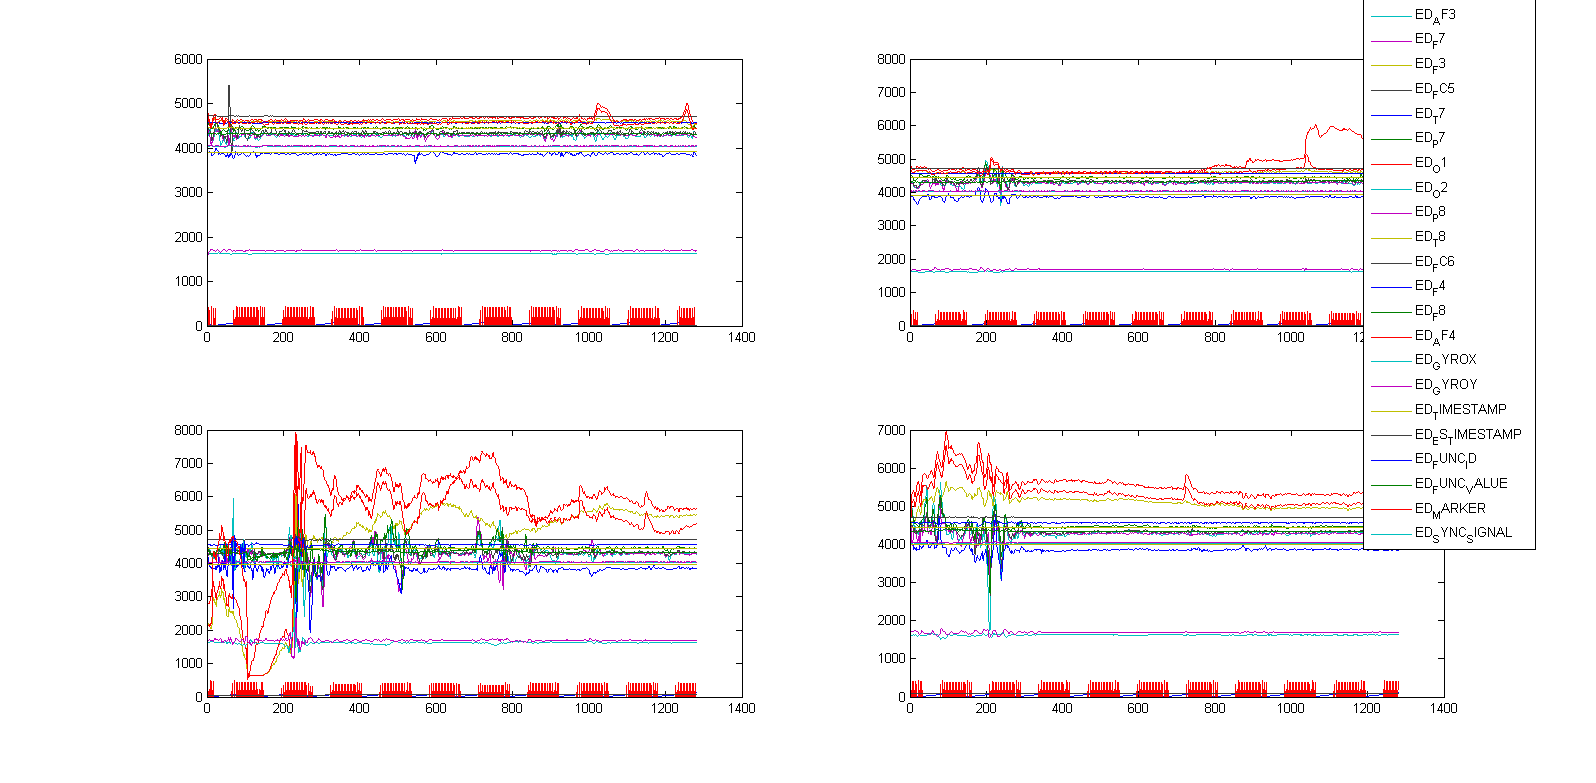 6000
5000
4000
3000
2000
1000
0
0 200 400 600 800 1000 1200 1400
8000
7000
6000
5000
4000
3000
2000
1000
0
0 200 400 600 800 1000 12
8000
7000
6000
5000
4000
3000
2000
1000
0
0 200 400 600 800 1000 1200 1400
7000
6000
5000
4000
3000
2000
1000
0
0 200 400 600 800 1000 1200 1400
ED_AF3
ED_F7
ED_F3
ED_FC5
ED_T7
ED_P7
ED_O1
ED_O2
ED_P8
ED_T8
ED_FC6
ED_F4
ED_F8
ED_AF4
ED_GYROX
ED_GYROY
ED_TIMESTAMP
ED_ES_TIMESTAMP
ED_FUNC_ID
ED_FUNC_VALUE
ED_MARKER
ED_SYNC_SIGNAL